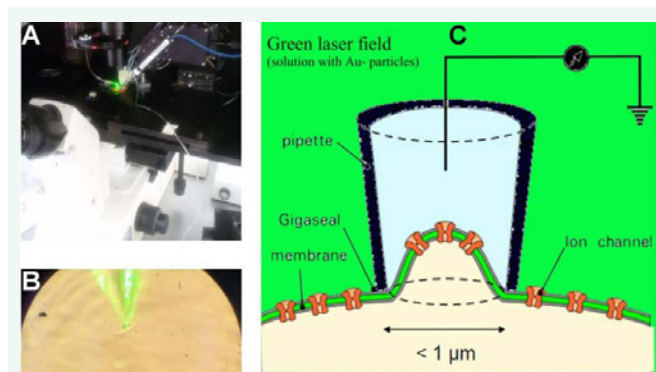 A
B
Green laser field
(solution with Au- particles)
C
pipette
Gigaseal
membrane
Ion channel
< 1 μm